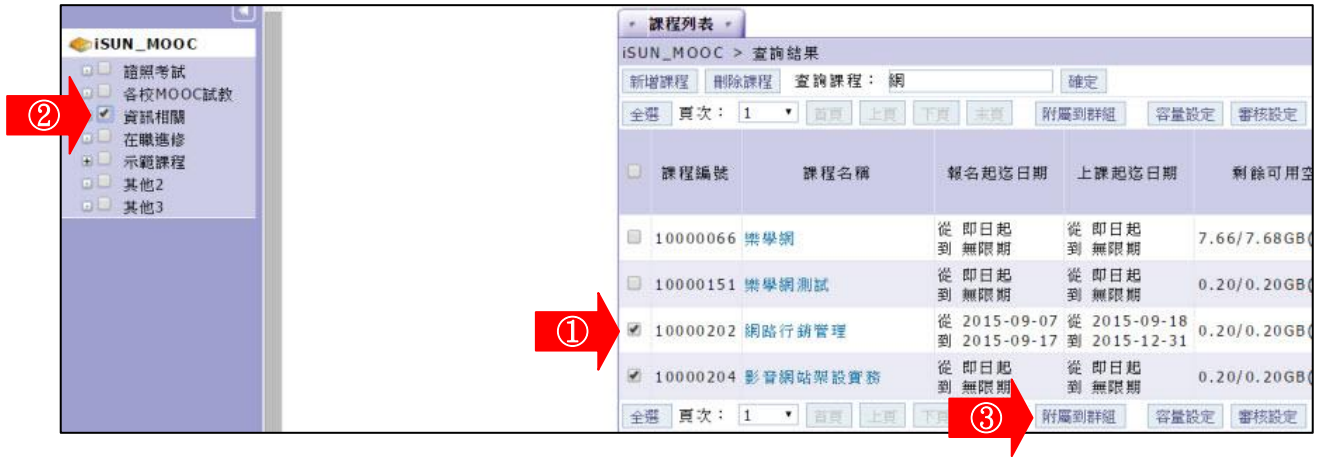 課程列表
iSUN_MOOC
iSUN_MOOC > 查詢結果
證照考試
各校MOOC試教
資訊相關
在職進修
示範課程
其他2
其他3
②
新增課程 刪除課程 查詢課程： 網 確定
全選 頁次： 1 首頁 上頁 下頁 末頁 附屬到群組 容量設定 審核設定
課程編號 課程名稱 報名起迄日期 上課起迄日期 剩餘可用空
10000066 樂學網 從 即日起 從 即日起 7.66/7.68GB(
到 無限期 到 無限期
10000151 樂學網測試 從 即日起 從 即日起 0.20/0.20GB(
到 無限期 到 無限期
① 10000202 網路行銷管理 從 2015-09-07 從 2015-09-18 0.20/0.20GB(
到 2015-09-17 到 2015-12-31
10000204 影音網站架設實務 從 即日起 從 即日起 0.20/0.20GB(
到 無限期 到 無限期
全選 頁次： 1 首頁 上頁 下頁 ③ 附屬到群組 容量設定 審核設定